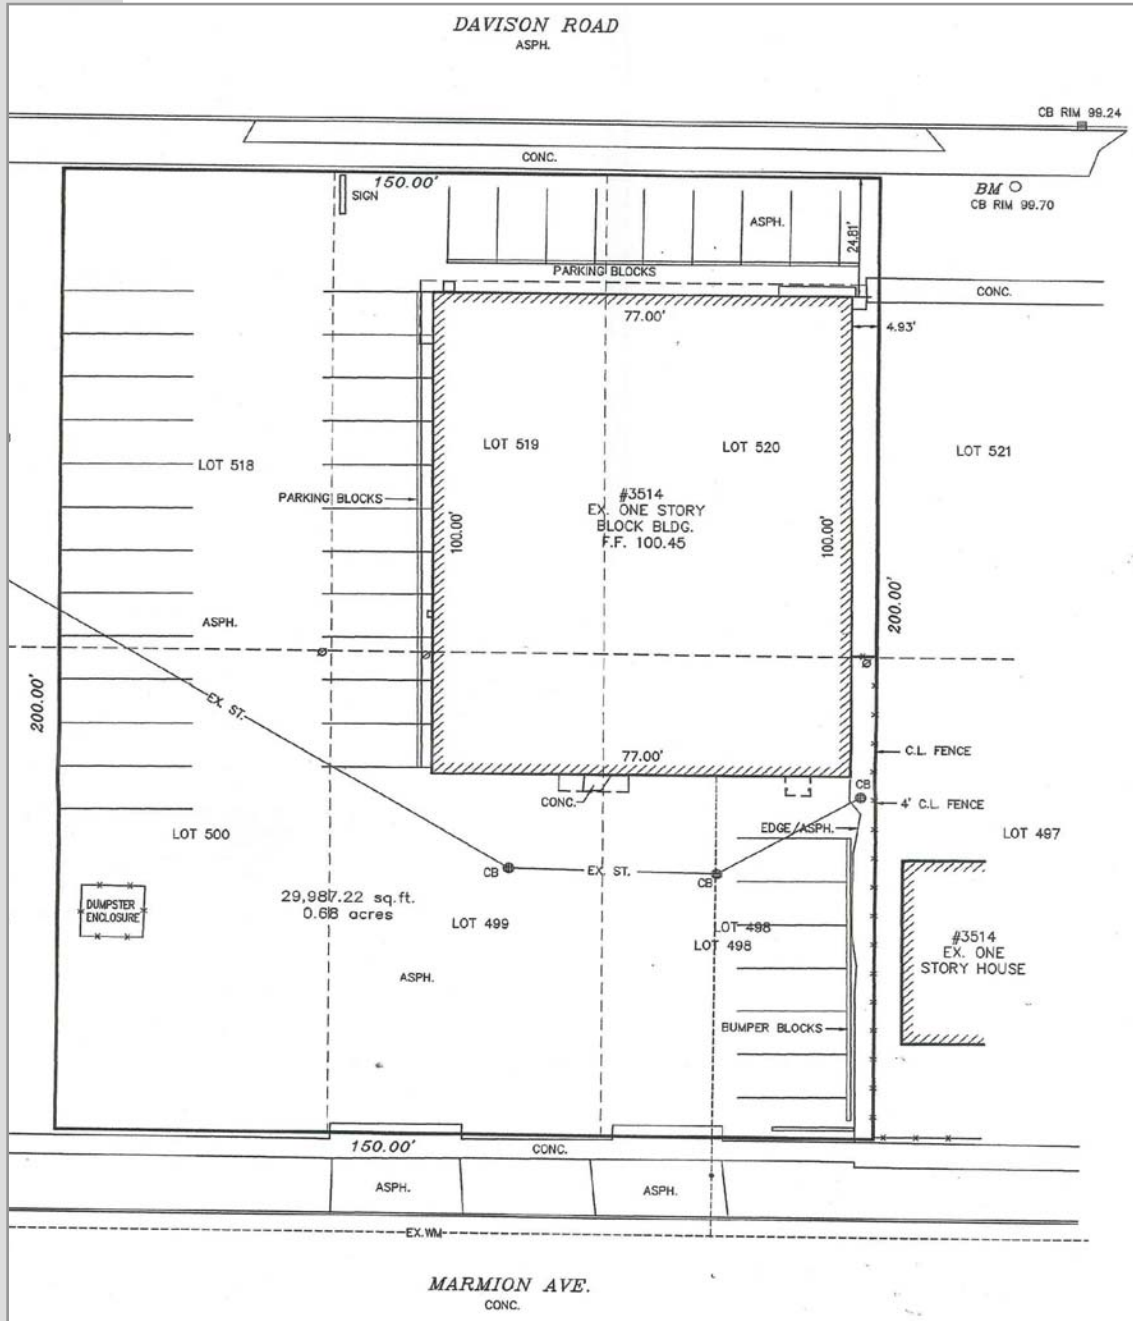 DAVISON ROAD
ASPH.
CB RIM 99.24
CONC.
150.00'
SIGN
BM
CB RIM 99.70
ASPH.
24.81'
PARKING BLOCKS
CONC.
77.00'
4.93'
LOT 518
LOT 519
LOT 520
LOT 521
PARKING BLOCKS
#3514
EX. ONE STORY
BLOCK BLDG.
F.F. 100.45
100.00'
100.00'
200.00'
ASPH.
200.00'
EX. ST.
77.00'
C.L. FENCE
CONC.
CB
4' C.L. FENCE
EDGE/ASPH.
LOT 500
LOT 497
CB
EX. ST.
CB
DUMPSTER
ENCLOSURE
29,987.22 sq.ft.
0.68 acres
LOT 499
LOT 498
LOT 498
#3514
EX. ONE
STORY HOUSE
ASPH.
BUMPER BLOCKS
150.00'
CONC.
ASPH.
ASPH.
EX.WM
MARMION AVE.
CONC.